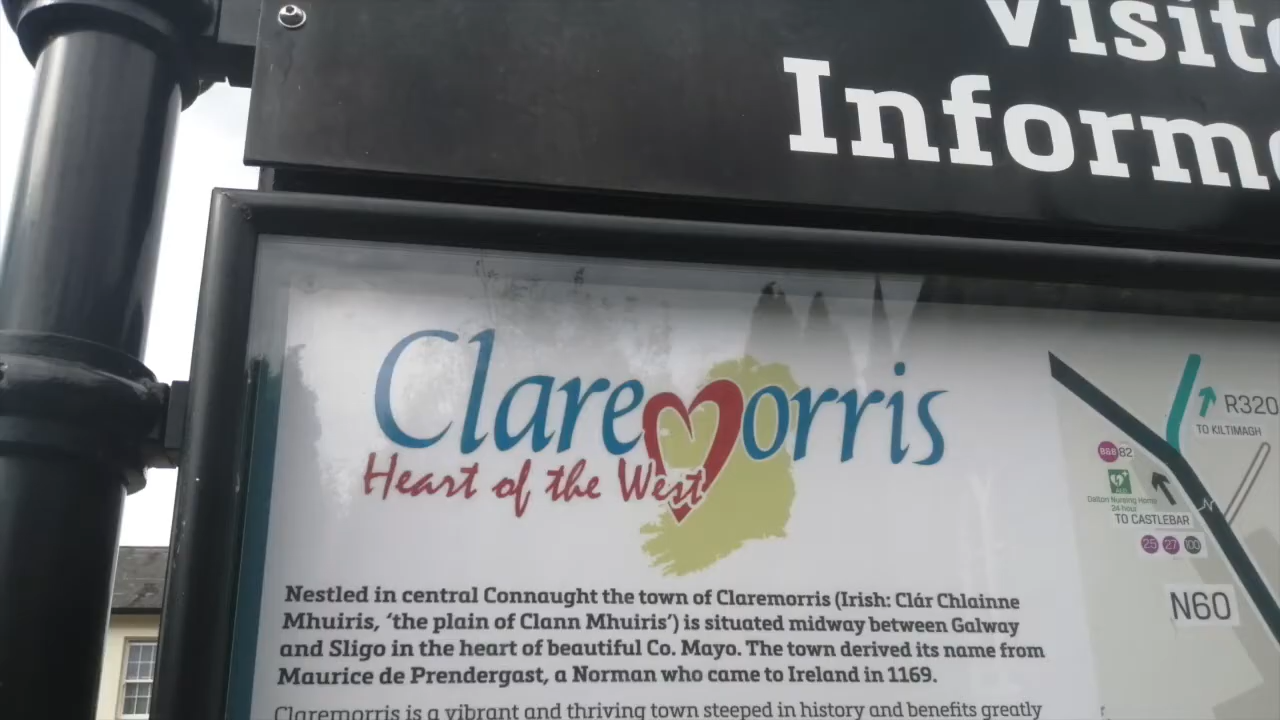 Visito
Informa
Claremorris
Heart of the West
Nestled in central Connaught the town of Claremorris (Irish: Clár Chlainne
Mhuiris, ‘the plain of Clann Mhuiris’) is situated midway between Galway
and Sligo in the heart of beautiful Co. Mayo. The town derived its name from
Maurice de Prendergast, a Norman who came to Ireland in 1169.
Claremorris is a vibrant and thriving town steeped in history and benefits greatly
R320
TO KILTIMAGH
B&B 82
Dalton Nursing Home
24 hour
TO CASTLEBAR
25 27 100
N60